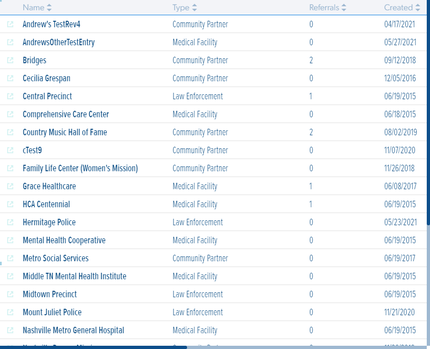 Name Type Referrals Created
Andrew's TestRev4 Community Partner 0 04/17/2021
AndrewsOtherTestEntry Medical Facility 0 05/27/2021
Bridges Community Partner 2 09/12/2018
Cecilia Grespan Community Partner 0 12/05/2016
Central Precinct Law Enforcement 1 06/19/2015
Comprehensive Care Center Medical Facility 0 06/18/2015
Country Music Hall of Fame Community Partner 2 08/02/2019
cTest9 Community Partner 0 11/07/2020
Family Life Center (Women's Mission) Community Partner 0 11/26/2018
Grace Healthcare Medical Facility 1 06/08/2017
HCA Centennial Medical Facility 1 06/19/2015
Hermitage Police Law Enforcement 0 05/23/2021
Mental Health Cooperative Medical Facility 0 06/19/2015
Metro Social Services Community Partner 0 06/19/2017
Middle TN Mental Health Institute Medical Facility 0 06/19/2015
Midtown Precinct Law Enforcement 0 06/19/2015
Mount Juliet Police Law Enforcement 0 11/21/2020
Nashville Metro General Hospital Medical Facility 0 06/19/2015